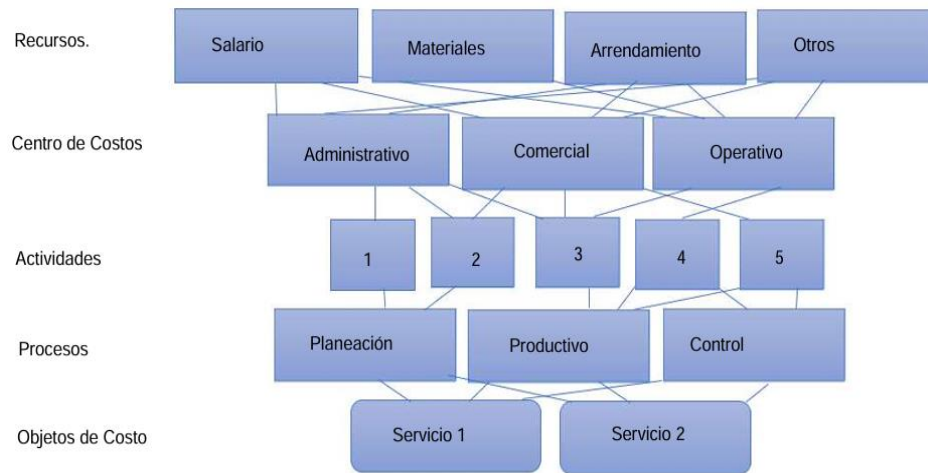 Recursos.
Salario
Materiales
Arrendamiento
Otros
Centro de Costos
Administrativo
Comercial
Operativo
Actividades
1
2
3
4
5
Procesos
Planeación
Productivo
Control
Objetos de Costo
Servicio 1
Servicio 2